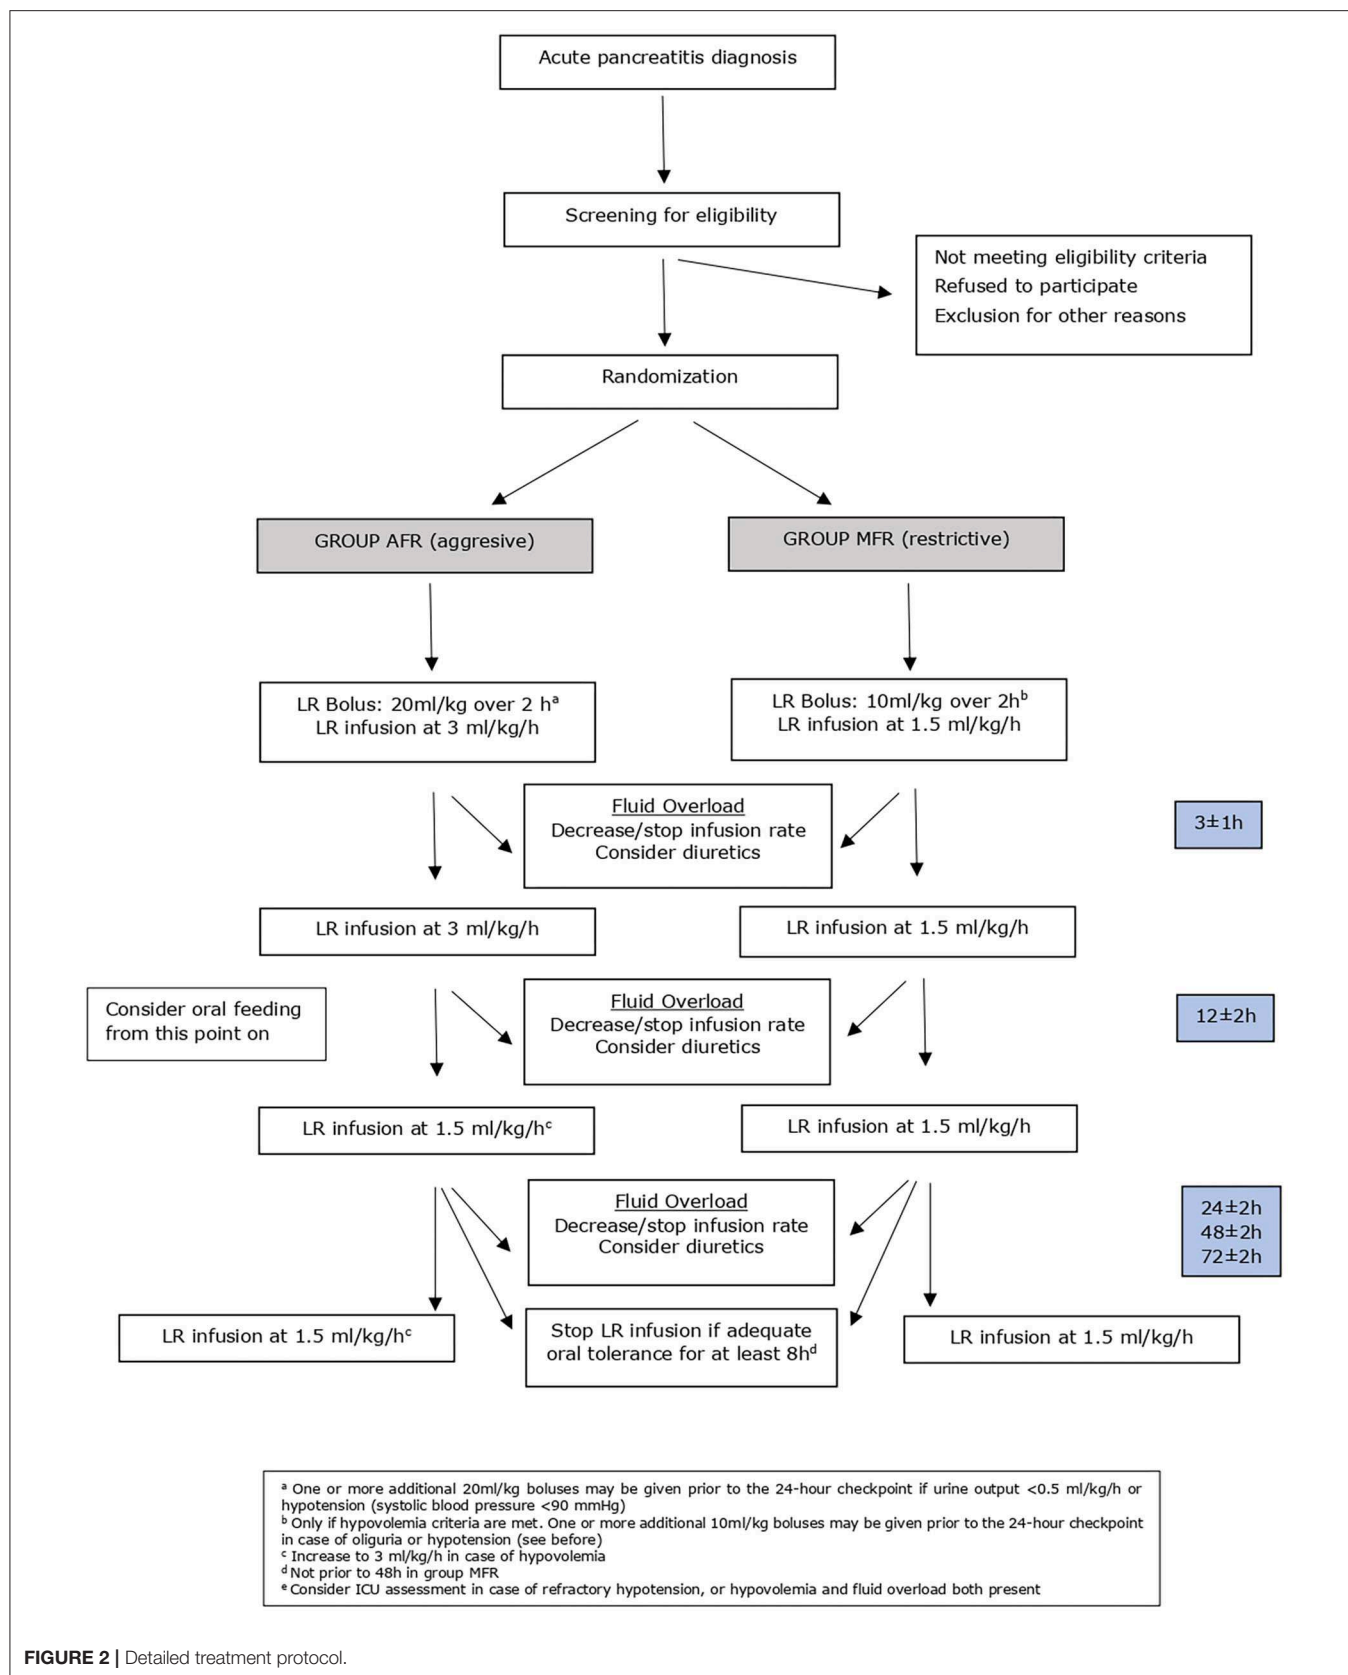 Acute pancreatitis diagnosis
Screening for eligibility
Not meeting eligibility criteria
Refused to participate
Exclusion for other reasons
Randomization
GROUP AFR (aggresive)
GROUP MFR (restrictive)
LR Bolus: 20ml/kg over 2 hᵃ
LR infusion at 3 ml/kg/h
LR Bolus: 10ml/kg over 2hᵇ
LR infusion at 1.5 ml/kg/h
Fluid Overload
Decrease/stop infusion rate
Consider diuretics
3±1h
LR infusion at 3 ml/kg/h
LR infusion at 1.5 ml/kg/h
Consider oral feeding
from this point on
Fluid Overload
Decrease/stop infusion rate
Consider diuretics
12±2h
LR infusion at 1.5 ml/kg/hᶜ
LR infusion at 1.5 ml/kg/h
Fluid Overload
Decrease/stop infusion rate
Consider diuretics
24±2h
48±2h
72±2h
LR infusion at 1.5 ml/kg/hᶜ
Stop LR infusion if adequate
oral tolerance for at least 8hᵈ
LR infusion at 1.5 ml/kg/h
ᵃ One or more additional 20ml/kg boluses may be given prior to the 24-hour checkpoint if urine output <0.5 ml/kg/h or
hypotension (systolic blood pressure <90 mmHg)
ᵇ Only if hypovolemia criteria are met. One or more additional 10ml/kg boluses may be given prior to the 24-hour checkpoint
in case of oliguria or hypotension (see before)
ᶜ Increase to 3 ml/kg/h in case of hypovolemia
ᵈ Not prior to 48h in group MFR
ᵉ Consider ICU assessment in case of refractory hypotension, or hypovolemia and fluid overload both present
FIGURE 2 | Detailed treatment protocol.